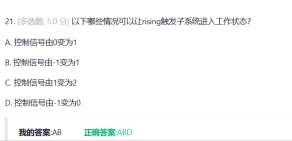 21. (多选题, 5.0 分) 以下哪些情况可以让rising触发子系统进入工作状态?
A. 控制信号由0变为1
B. 控制信号由-1变为1
C. 控制信号由1变为2
D. 控制信号由-1变为0
我的答案:AB 正确答案:ABD